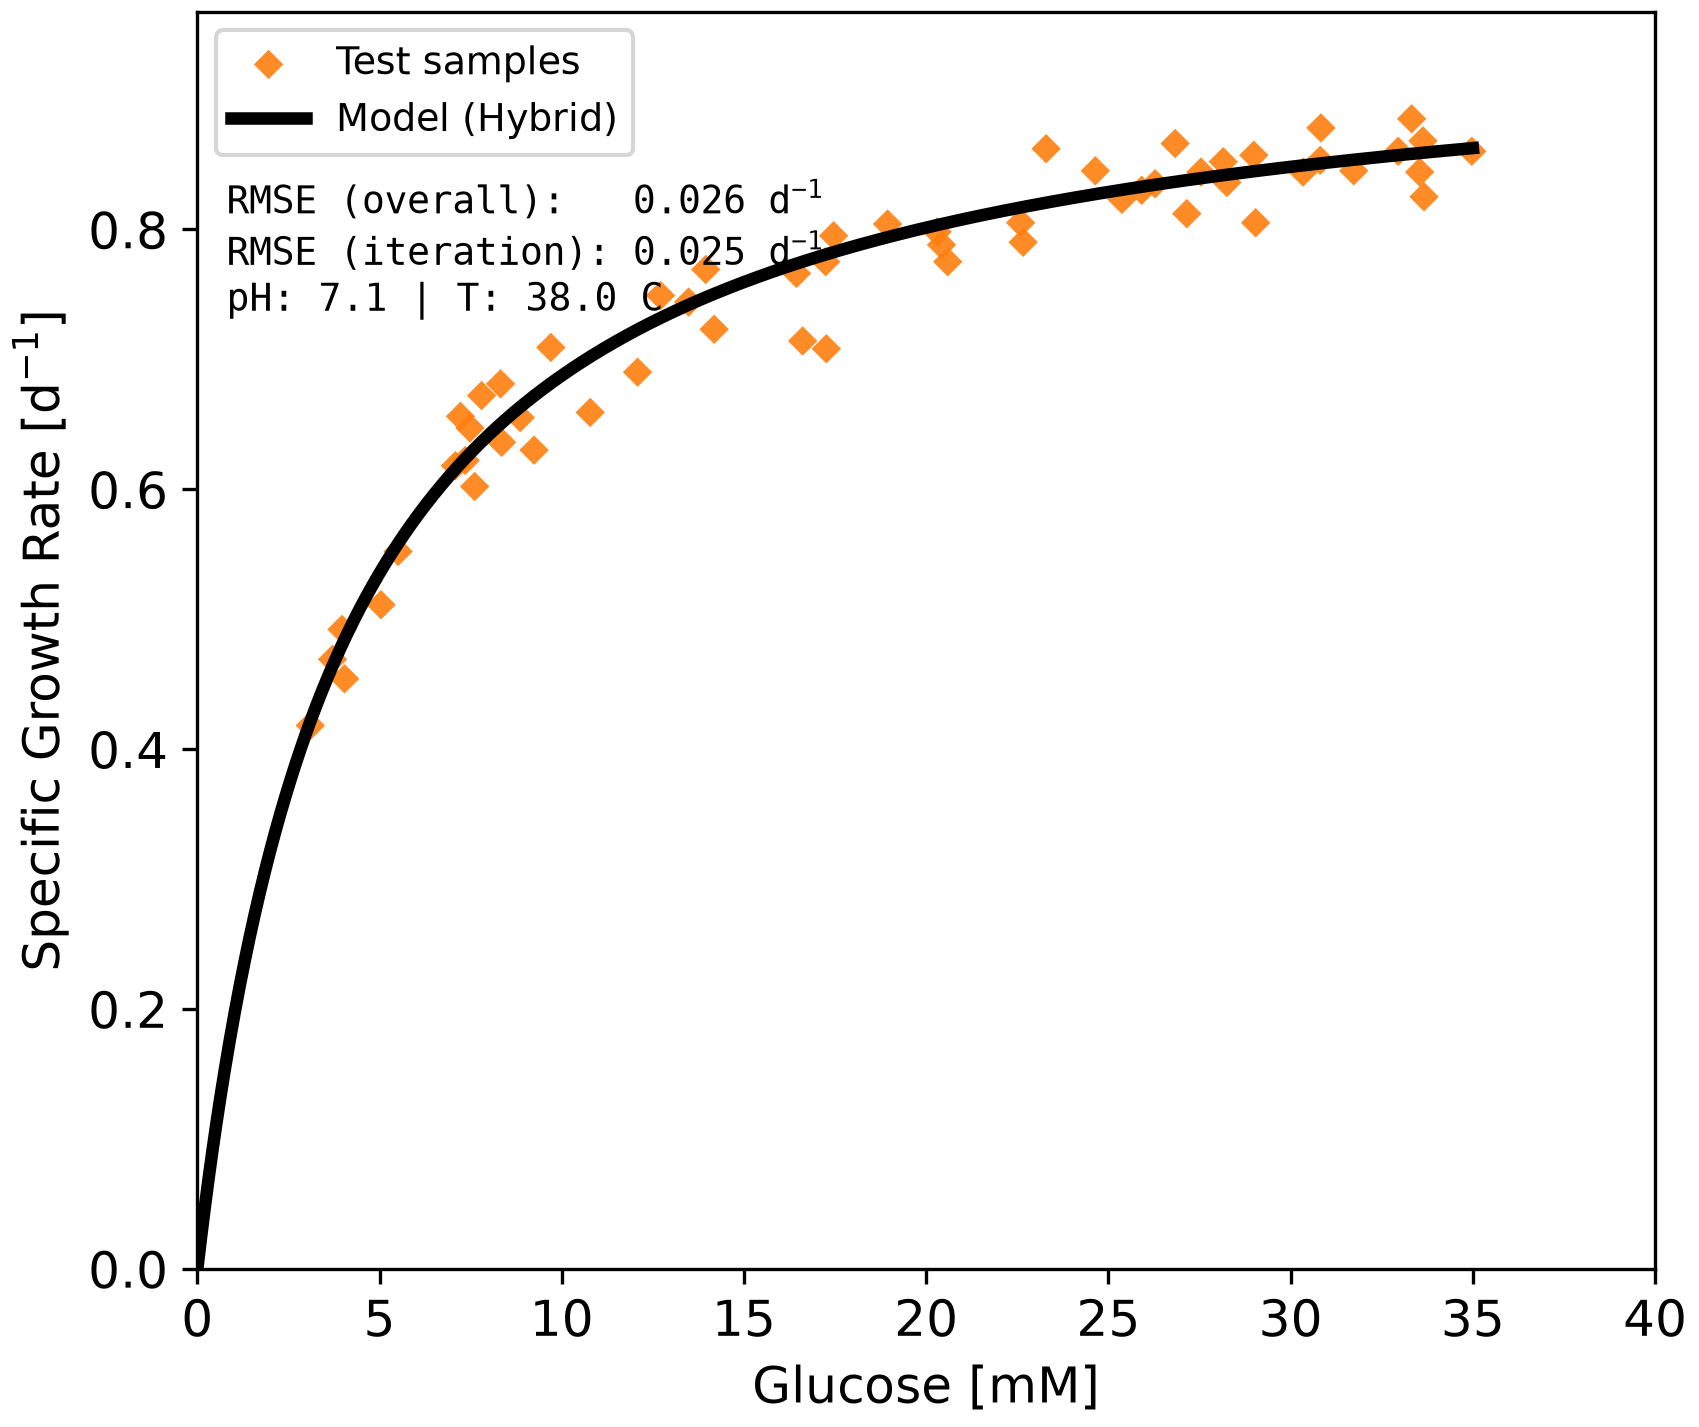 Test samples
Model (Hybrid)
RMSE (overall):   0.026 d⁻¹
RMSE (iteration): 0.025 d⁻¹
pH: 7.1 | T: 38.0 C
Specific Growth Rate [d⁻¹]
0.8
0.6
0.4
0.2
0.0
0 5 10 15 20 25 30 35 40
Glucose [mM]